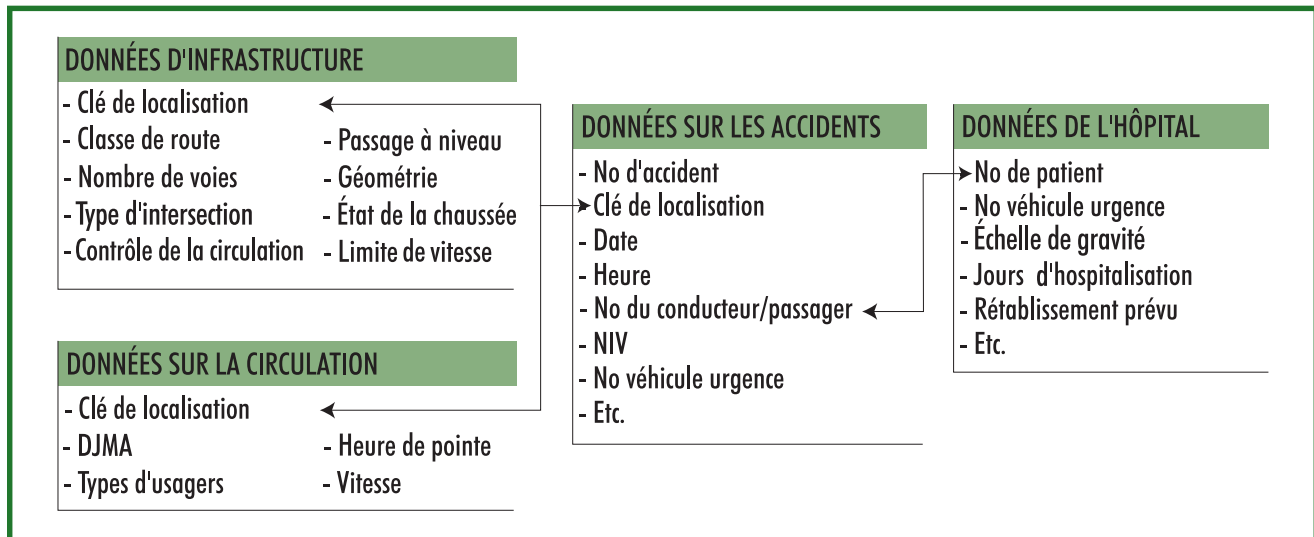 DONNÉES D'INFRASTRUCTURE
- Clé de localisation
- Classe de route
- Nombre de voies
- Type d'intersection
- Contrôle de la circulation
- Passage à niveau
- Géométrie
- État de la chaussée
- Limite de vitesse
DONNÉES SUR LA CIRCULATION
- Clé de localisation
- DJMA
- Types d'usagers
- Heure de pointe
- Vitesse
DONNÉES SUR LES ACCIDENTS
- No d'accident
- Clé de localisation
- Date
- Heure
- No du conducteur/passager
- NIV
- No véhicule urgence
- Etc.
DONNÉES DE L'HÔPITAL
- No de patient
- No véhicule urgence
- Échelle de gravité
- Jours d'hospitalisation
- Rétablissement prévu
- Etc.